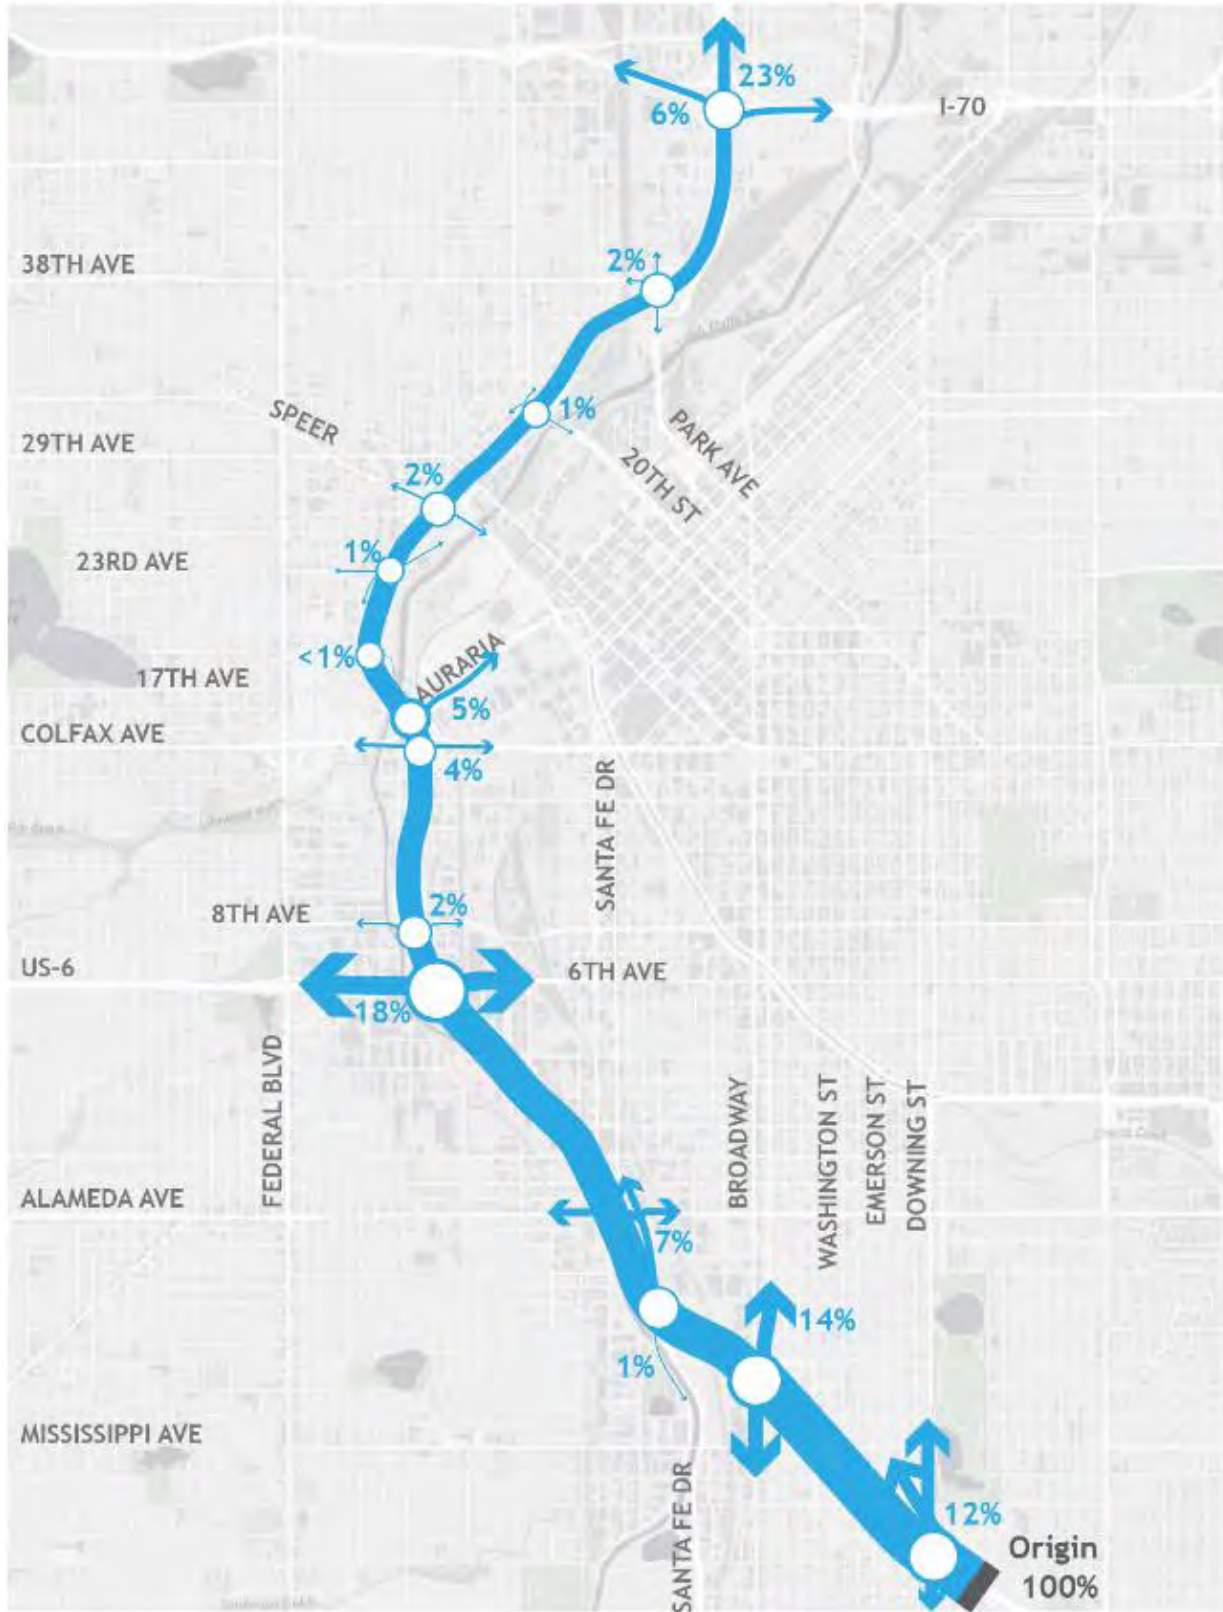 23%
6%
I-70
38TH AVE
2%
1%
SPEER
29TH AVE
PARK AVE
20TH ST
2%
23RD AVE
1%
<1%
17TH AVE
AURARIA
5%
COLFAX AVE
4%
SANTA FE DR
8TH AVE
2%
US-6
6TH AVE
18%
FEDERAL BLVD
BROADWAY
WASHINGTON ST
EMERSON ST
DOWNING ST
ALAMEDA AVE
7%
14%
1%
MISSISSIPPI AVE
SANTA FE DR
12%
Origin
100%